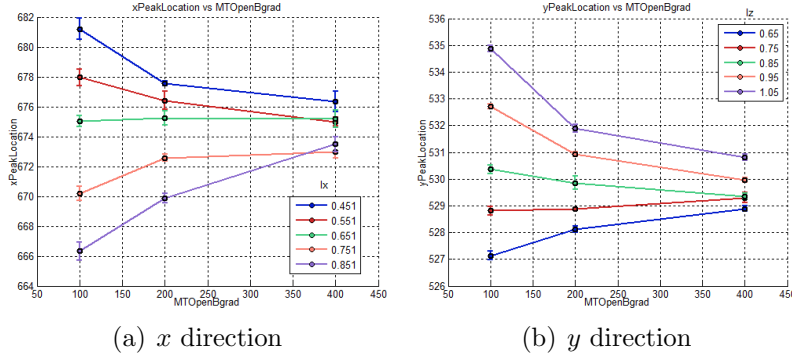 xPeakLocation vs MTOpenBgrad
682
680
678
676
674
672
670
668
666
664
xPeakLocation
50 100 150 200 250 300 350 400 450
MTOpenBgrad
Ix
0.451
0.551
0.651
0.751
0.851
(a) x direction
yPeakLocation vs MTOpenBgrad
536
535
534
533
532
531
530
529
528
527
526
yPeakLocation
50 100 150 200 250 300 350 400 450
MTOpenBgrad
Iz
0.65
0.75
0.85
0.95
1.05
(b) y direction